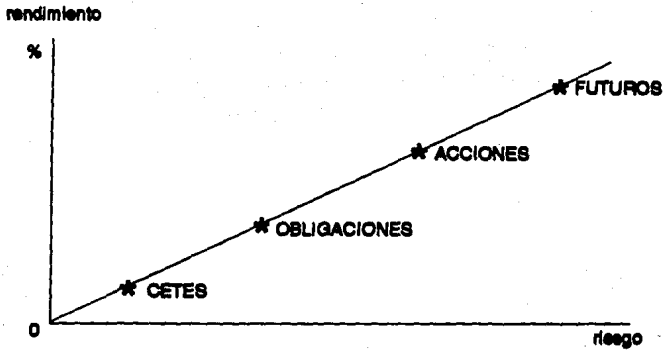 rendimiento
%
FUTUROS
ACCIONES
OBLIGACIONES
CETES
0
riesgo